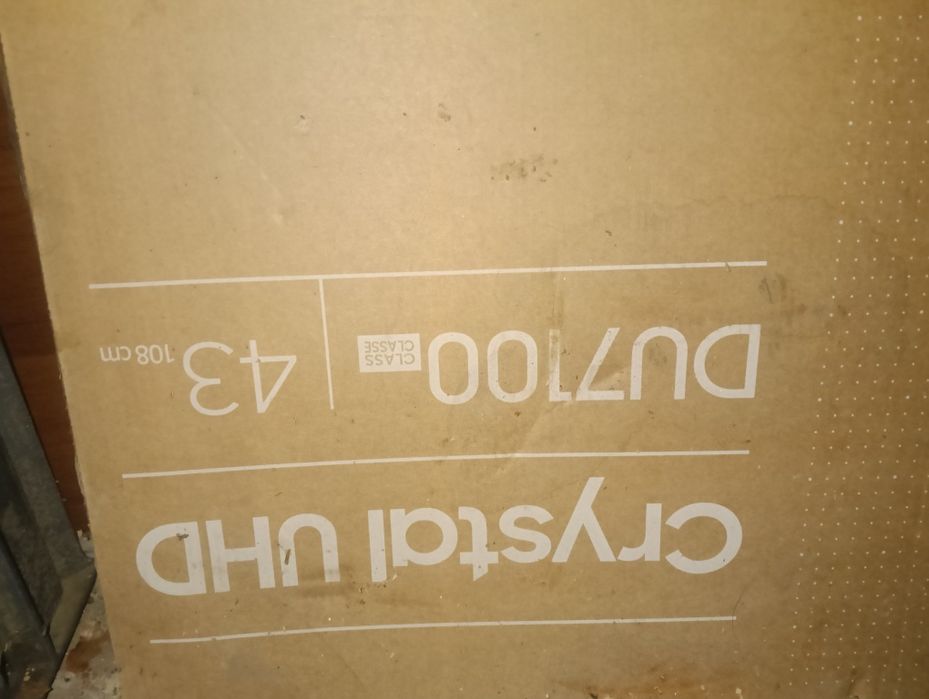 Crystal UHD
DU7100 CLASS
CLASSE
43 108 cm